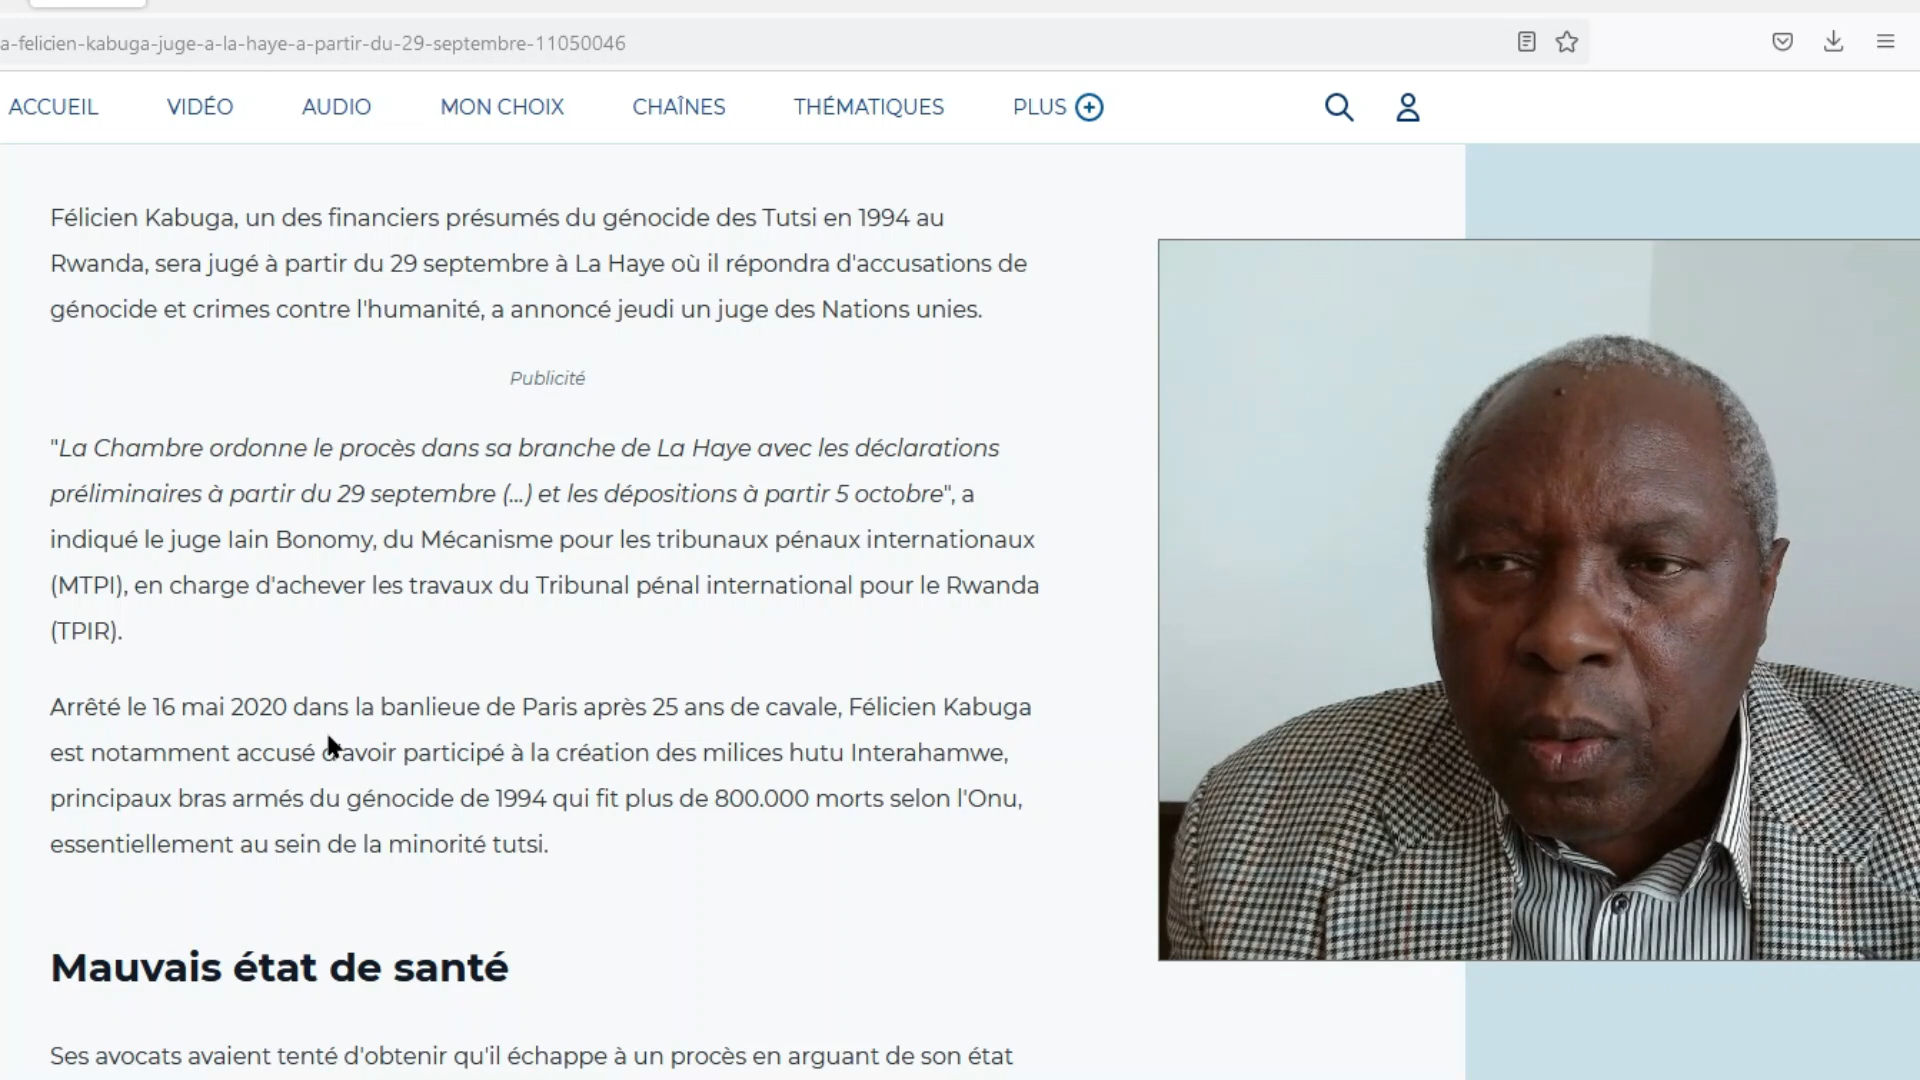 a-felicien-kabuga-juge-a-la-haye-a-partir-du-29-septembre-11050046
ACCUEIL VIDÉO AUDIO MON CHOIX CHAÎNES THÉMATIQUES PLUS
Félicien Kabuga, un des financiers présumés du génocide des Tutsi en 1994 au
Rwanda, sera jugé à partir du 29 septembre à La Haye où il répondra d'accusations de
génocide et crimes contre l'humanité, a annoncé jeudi un juge des Nations unies.
Publicité
"La Chambre ordonne le procès dans sa branche de La Haye avec les déclarations
préliminaires à partir du 29 septembre (...) et les dépositions à partir 5 octobre", a
indiqué le juge Iain Bonomy, du Mécanisme pour les tribunaux pénaux internationaux
(MTPI), en charge d'achever les travaux du Tribunal pénal international pour le Rwanda
(TPIR).
Arrêté le 16 mai 2020 dans la banlieue de Paris après 25 ans de cavale, Félicien Kabuga
est notamment accusé d'avoir participé à la création des milices hutu Interahamwe,
principaux bras armés du génocide de 1994 qui fit plus de 800.000 morts selon l'Onu,
essentiellement au sein de la minorité tutsi.
Mauvais état de santé
Ses avocats avaient tenté d'obtenir qu'il échappe à un procès en arguant de son état